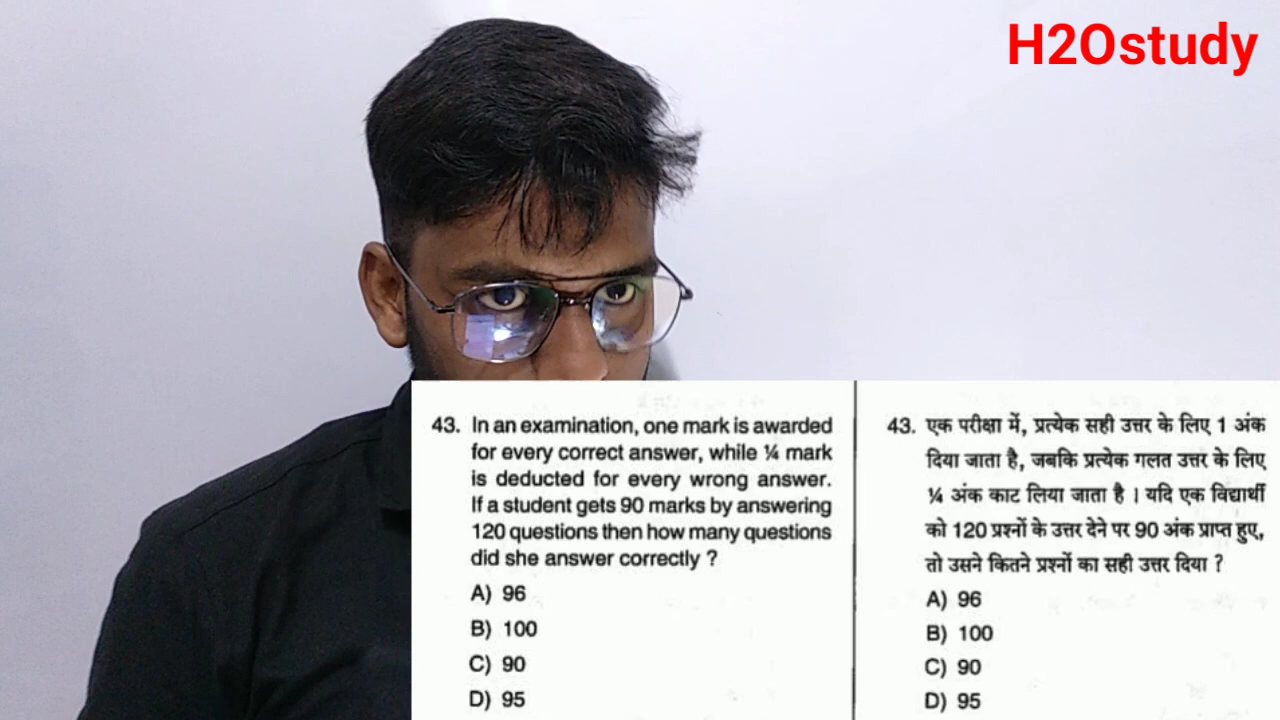 H2Ostudy
43. In an examination, one mark is awarded
for every correct answer, while ¼ mark
is deducted for every wrong answer.
If a student gets 90 marks by answering
120 questions then how many questions
did she answer correctly ?
A) 96
B) 100
C) 90
D) 95
43. एक परीक्षा में, प्रत्येक सही उत्तर के लिए 1 अंक
दिया जाता है, जबकि प्रत्येक गलत उत्तर के लिए
¼ अंक काट लिया जाता है । यदि एक विद्यार्थी
को 120 प्रश्नों के उत्तर देने पर 90 अंक प्राप्त हुए,
तो उसने कितने प्रश्नों का सही उत्तर दिया ?
A) 96
B) 100
C) 90
D) 95